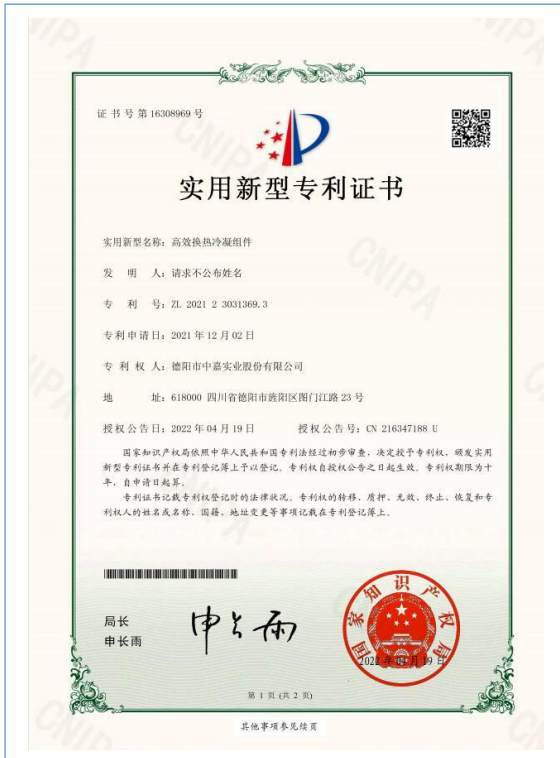 证书号第16308969号
实用新型专利证书
实用新型名称：高效换热冷凝组件
发 明 人：请求不公布姓名
专 利 号：ZL 2021 2 3031369.3
专利申请日：2021年12月02日
专 利 权 人：德阳市中嘉实业股份有限公司
地 址：618000 四川省德阳市旌阳区图门江路23号
授权公告日：2022年04月19日 授权公告号：CN 216347188 U
国家知识产权局依照中华人民共和国专利法经过初步审查，决定授予专利权，颁发实用
新型专利证书并在专利登记簿上予以登记。专利权自授权公告之日起生效。专利权期限为十
年，自申请日起算。
专利证书记载专利权登记时的法律状况。专利权的转移、质押、无效、终止、恢复和专
利权人的姓名或名称、国籍、地址变更等事项记载在专利登记簿上。
局长
申长雨
申长雨
国家知识产权局
2022年04月19日
第 1 页 (共 2 页)
其他事项参见续页
CNIPA
CNIPA
CNIPA
CNIPA